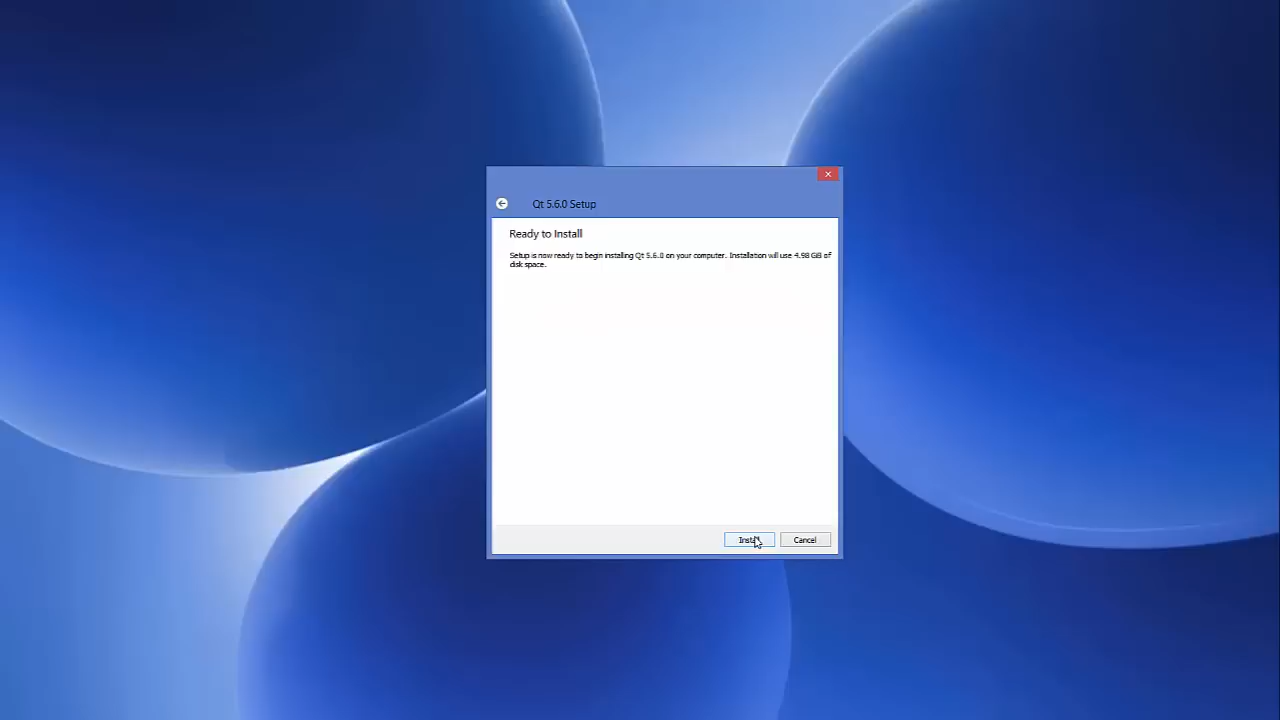 Qt 5.6.0 Setup
Ready to Install
Setup is now ready to begin installing Qt 5.6.0 on your computer. Installation will use 4.98 GB of
disk space.
Install
Cancel